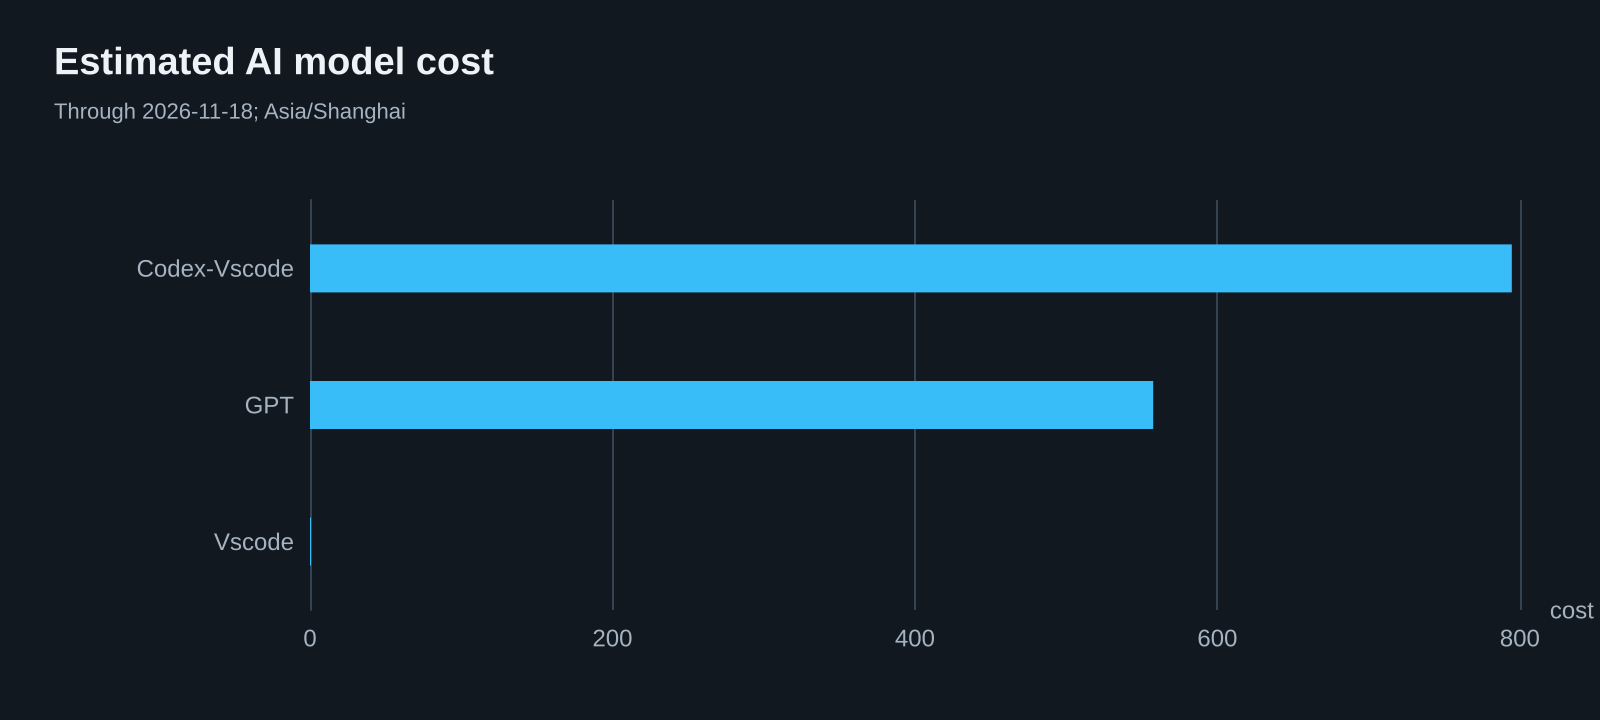 Estimated AI model cost
Through 2026-11-18; Asia/Shanghai
Codex-Vscode
GPT
Vscode
cost
0 200 400 600 800